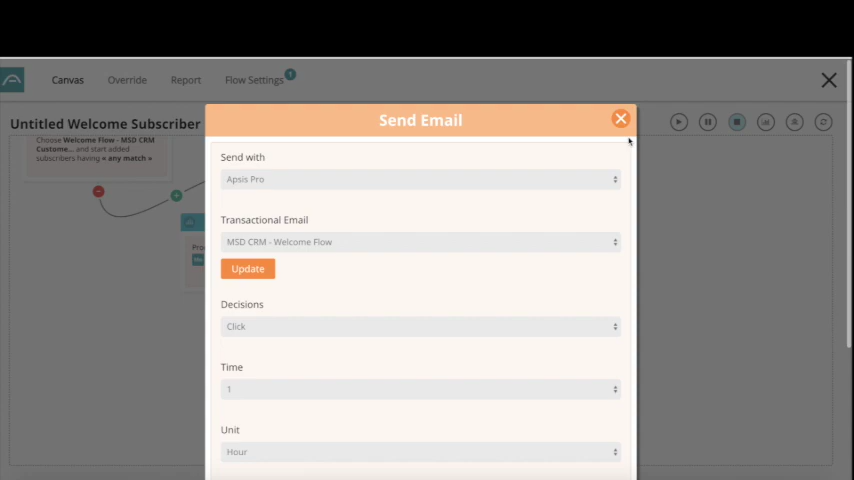 Canvas
Override
Report
Flow Settings
1
Untitled Welcome Subscriber
Choose Welcome Flow - MSD CRM
Custome... and start added
subscribers having « any match »
Send Email
Send with
Apsis Pro
Transactional Email
MSD CRM - Welcome Flow
Update
Decisions
Click
Time
1
Unit
Hour